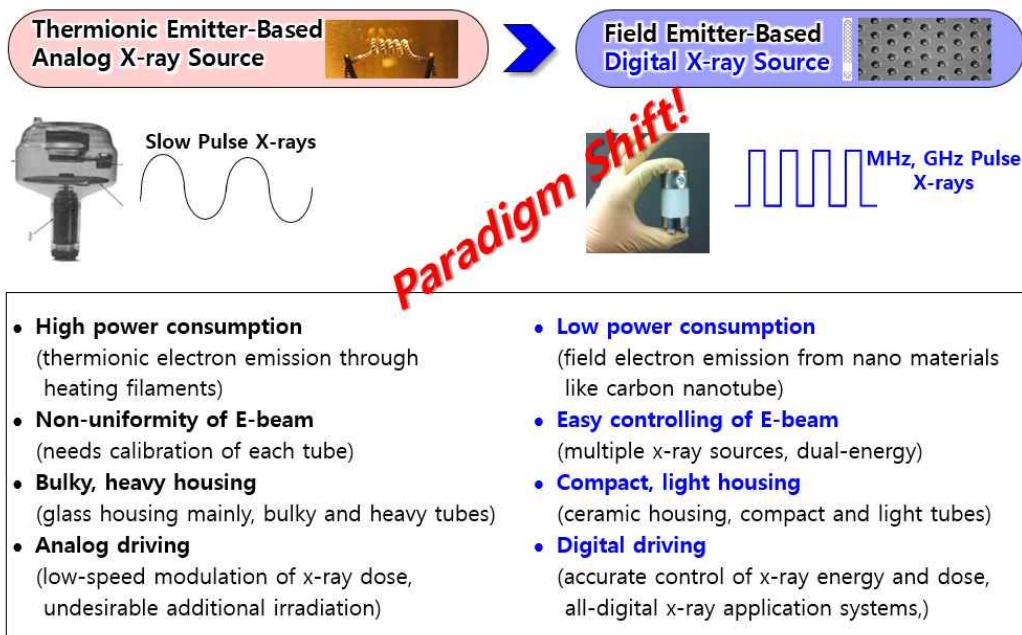 Thermionic Emitter-Based
Analog X-ray Source
Field Emitter-Based
Digital X-ray Source
Slow Pulse X-rays
Paradigm Shift!
MHz, GHz Pulse
X-rays
• High power consumption
(thermionic electron emission through
heating filaments)
• Non-uniformity of E-beam
(needs calibration of each tube)
• Bulky, heavy housing
(glass housing mainly, bulky and heavy tubes)
• Analog driving
(low-speed modulation of x-ray dose,
undesirable additional irradiation)
• Low power consumption
(field electron emission from nano materials
like carbon nanotube)
• Easy controlling of E-beam
(multiple x-ray sources, dual-energy)
• Compact, light housing
(ceramic housing, compact and light tubes)
• Digital driving
(accurate control of x-ray energy and dose,
all-digital x-ray application systems,)